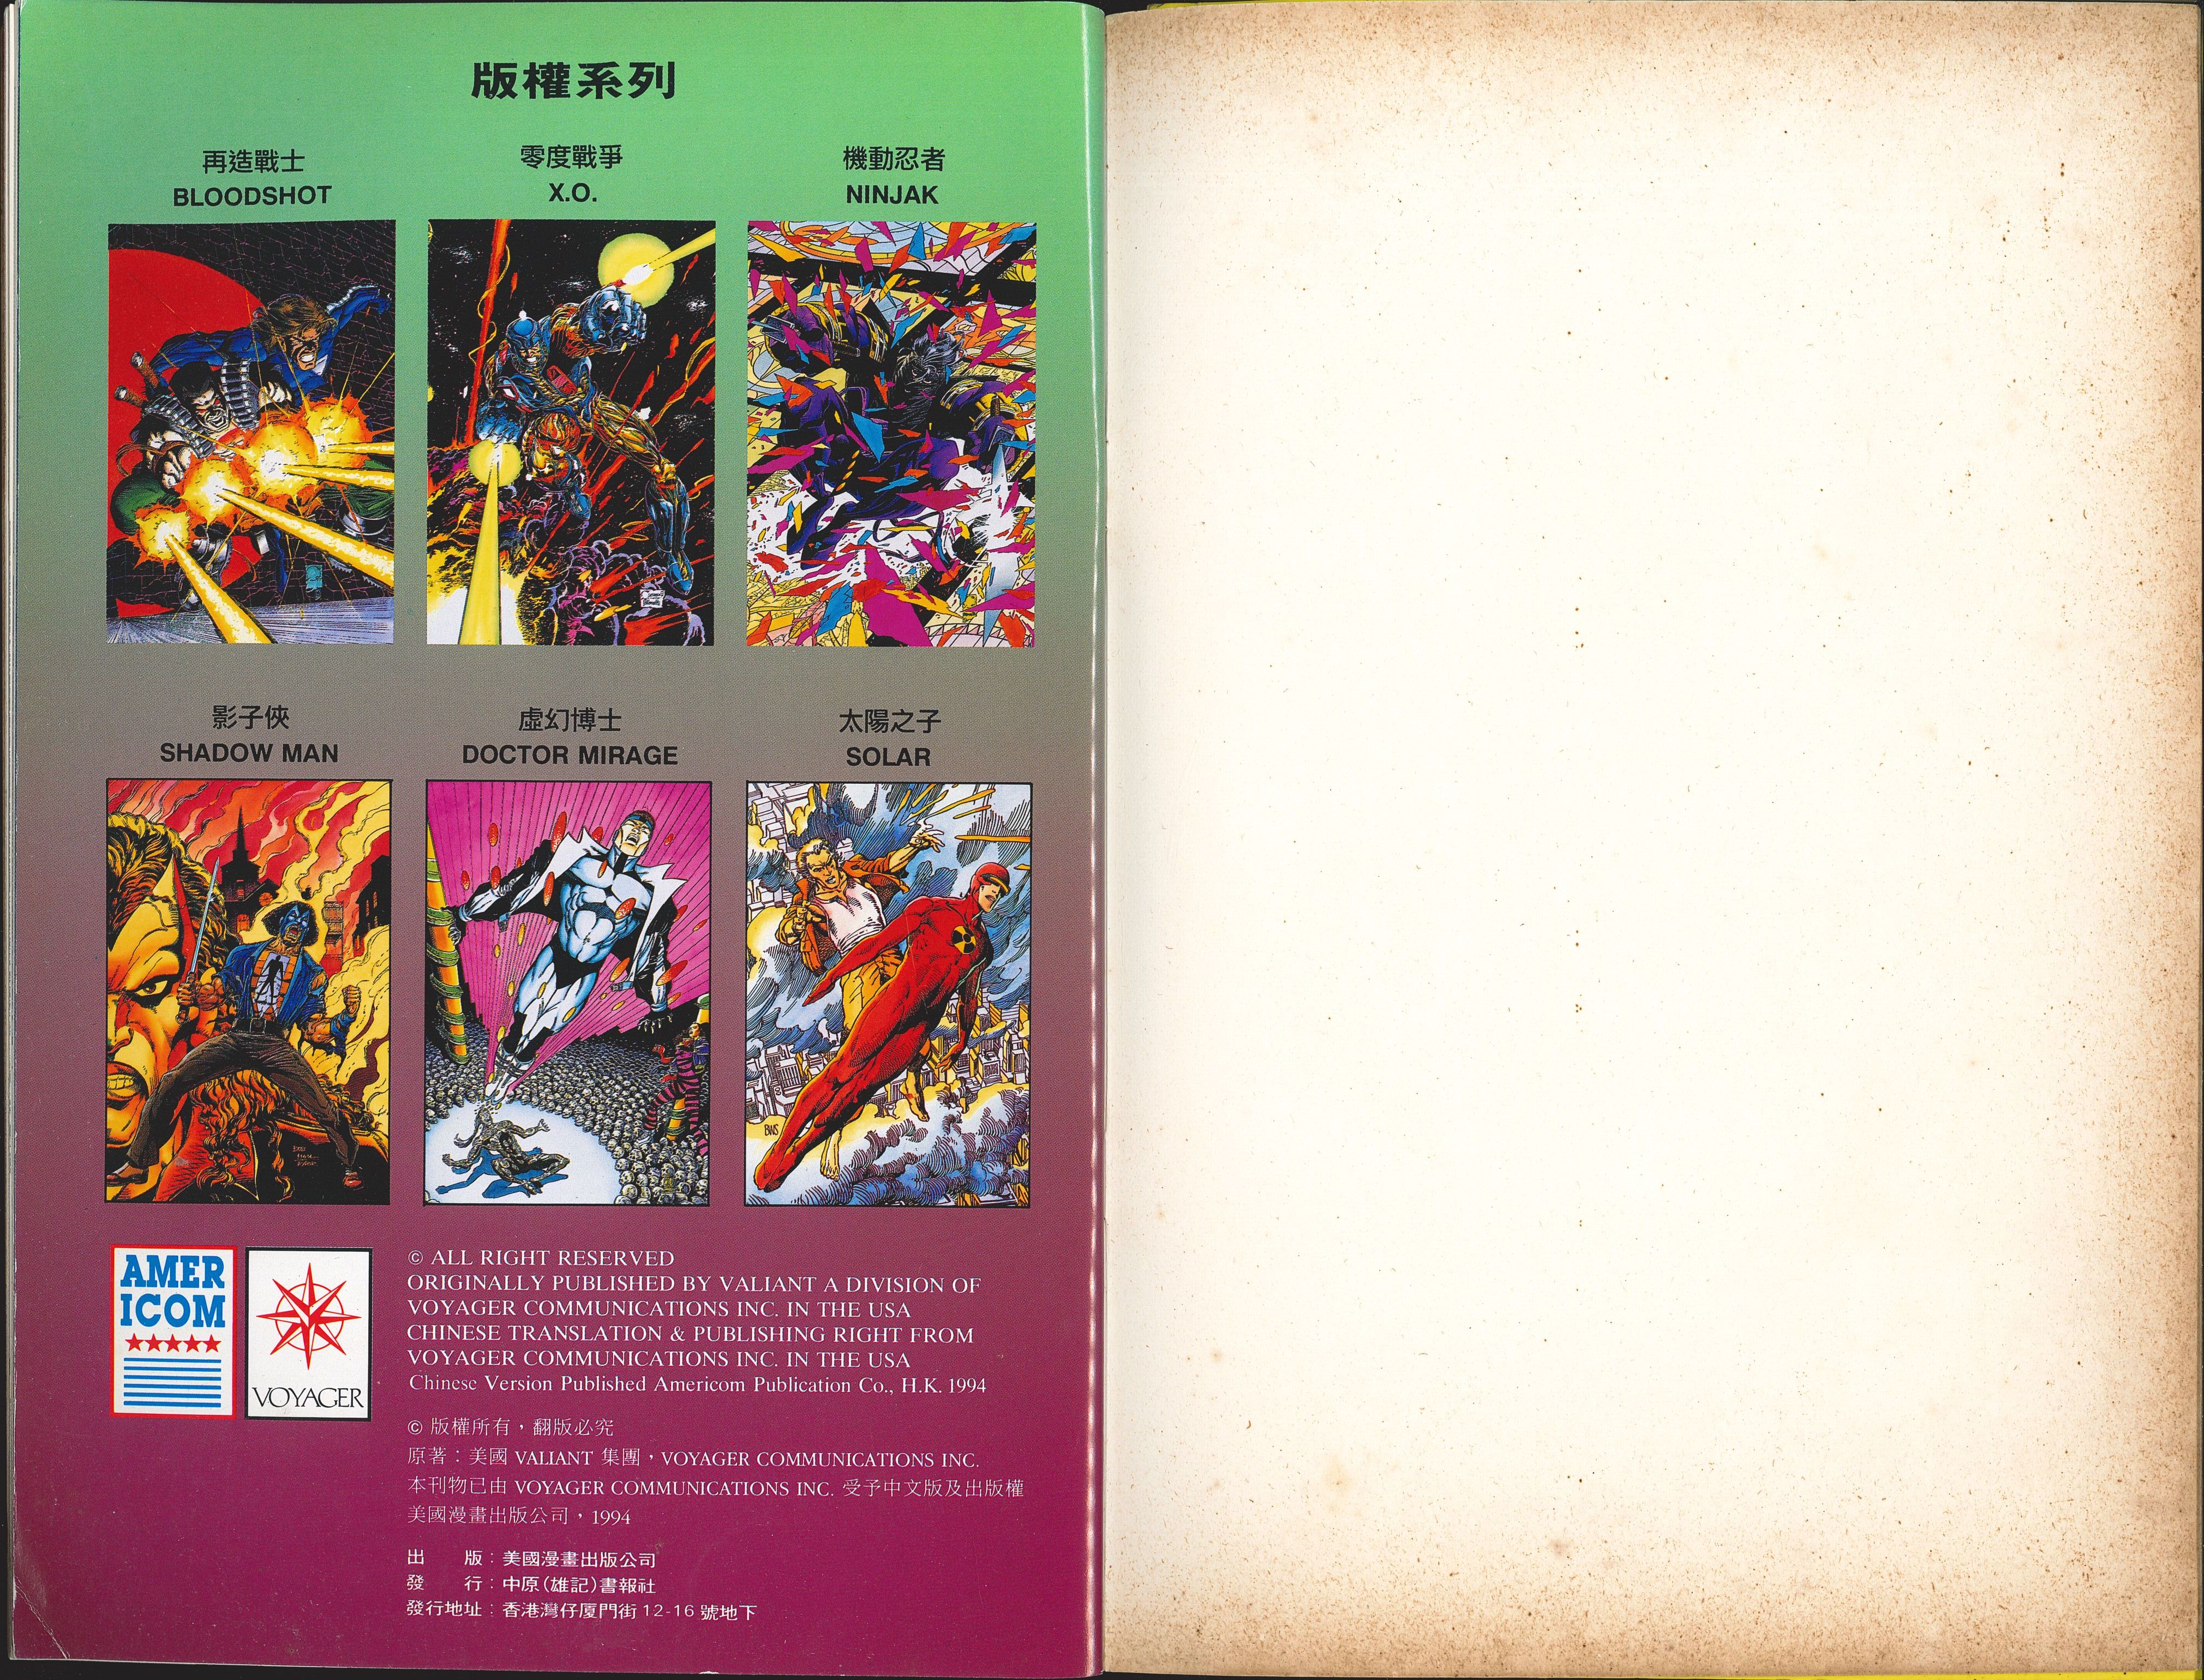 版權系列
再造戰士
BLOODSHOT
零度戰爭
X.O.
機動忍者
NINJAK
影子俠
SHADOW MAN
虛幻博士
DOCTOR MIRAGE
太陽之子
SOLAR
BWS
AMER
ICOM
VOYAGER
© ALL RIGHT RESERVED
ORIGINALLY PUBLISHED BY VALIANT A DIVISION OF
VOYAGER COMMUNICATIONS INC. IN THE USA
CHINESE TRANSLATION & PUBLISHING RIGHT FROM
VOYAGER COMMUNICATIONS INC. IN THE USA
Chinese Version Published Americom Publication Co., H.K. 1994
© 版權所有，翻版必究
原著：美國 VALIANT 集團，VOYAGER COMMUNICATIONS INC.
本刊物已由 VOYAGER COMMUNICATIONS INC. 受予中文版及出版權
美國漫畫出版公司，1994
出　　版：美國漫畫出版公司
發　　行：中原(雄記)書報社
發行地址：香港灣仔厦門街12-16號地下